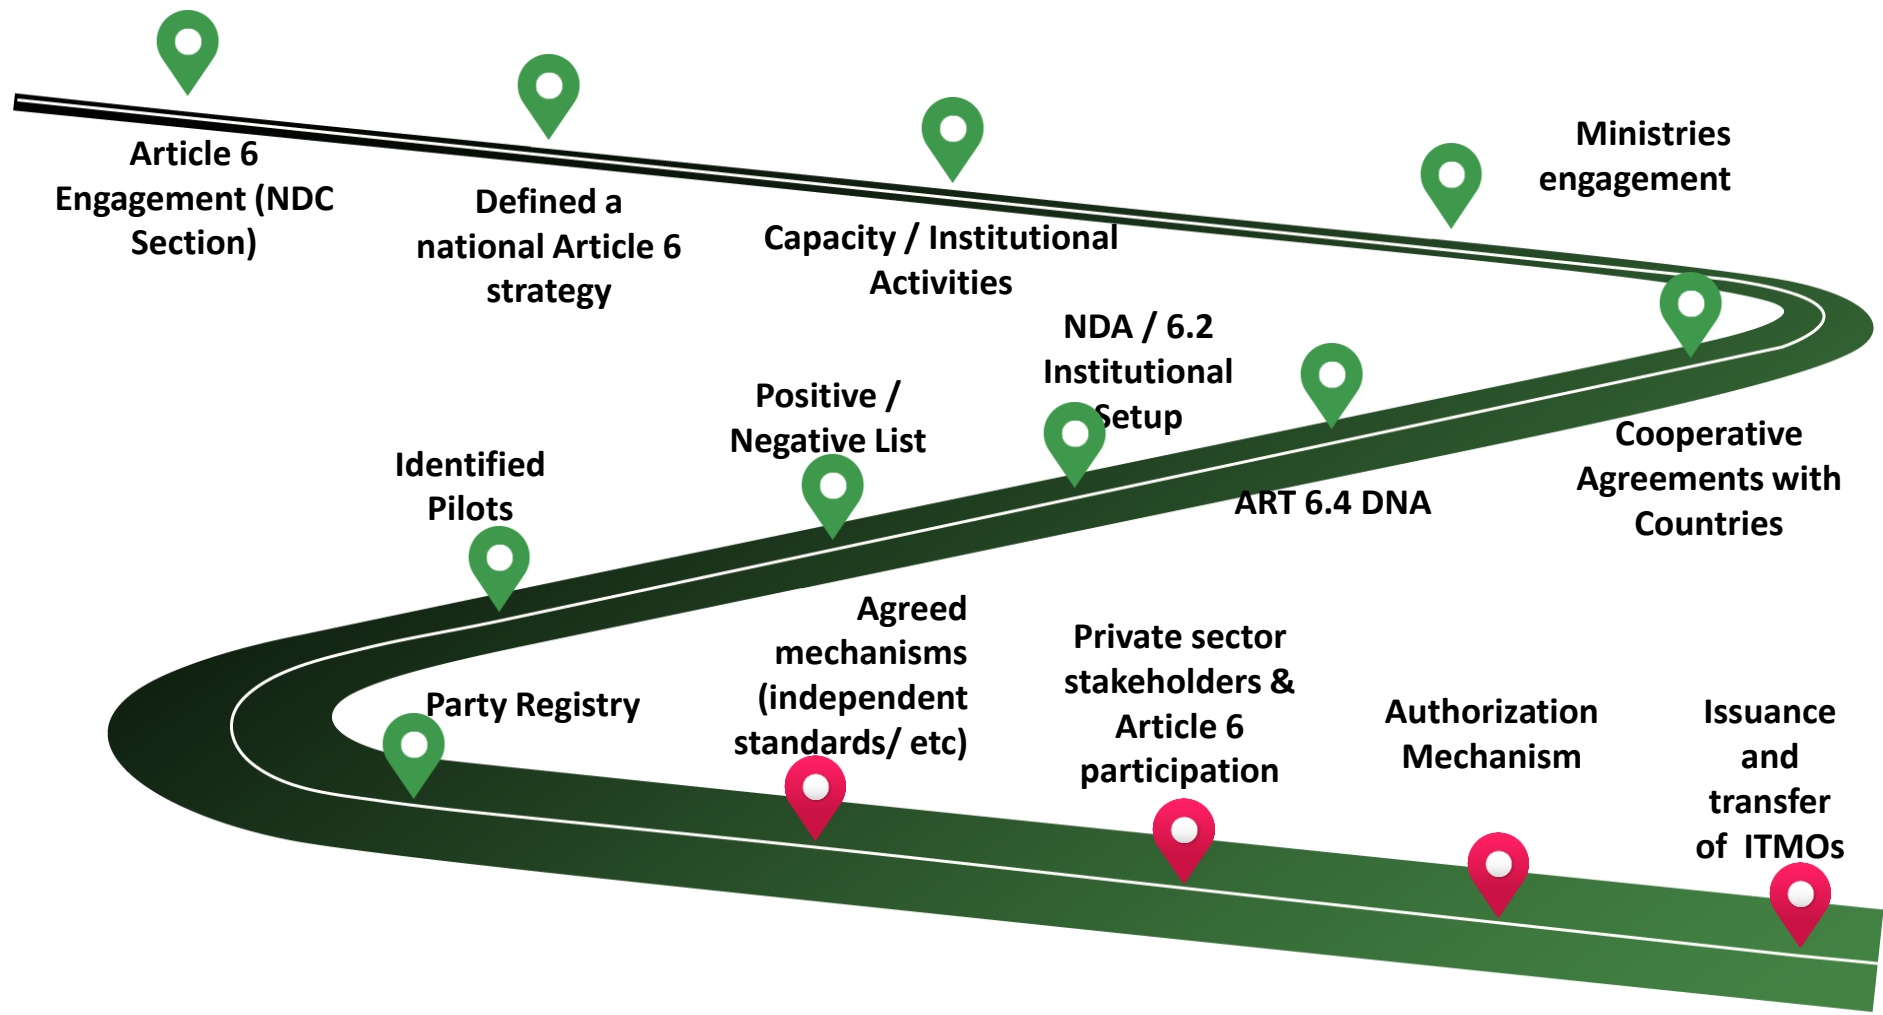 Article 6
Engagement (NDC
Section)
Defined a
national Article 6
strategy
Capacity / Institutional
Activities
Ministries
engagement
Cooperative
Agreements with
Countries
ART 6.4 DNA
NDA / 6.2
Institutional
Setup
Positive /
Negative List
Identified
Pilots
Party Registry
Agreed
mechanisms
(independent
standards/ etc)
Private sector
stakeholders &
Article 6
participation
Authorization
Mechanism
Issuance
and
transfer
of ITMOs